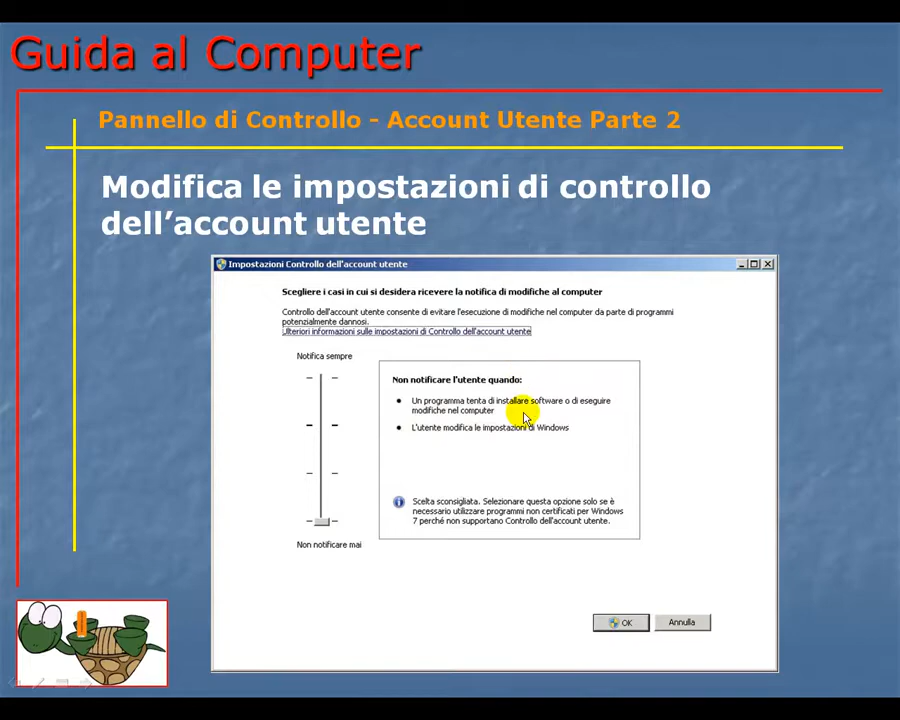 Guida al Computer
Pannello di Controllo - Account Utente Parte 2
Modifica le impostazioni di controllo
dell’account utente
Impostazioni Controllo dell'account utente
Scegliere i casi in cui si desidera ricevere la notifica di modifiche al computer
Controllo dell'account utente consente di evitare l'esecuzione di modifiche nel computer da parte di programmi
potenzialmente dannosi.
Ulteriori informazioni sulle impostazioni di Controllo dell'account utente
Notifica sempre
Non notificare l'utente quando:
Un programma tenta di installare software o di eseguire
modifiche nel computer
L'utente modifica le impostazioni di Windows
Scelta sconsigliata. Selezionare questa opzione solo se è
necessario utilizzare programmi non certificati per Windows
7 perché non supportano Controllo dell'account utente.
Non notificare mai
OK
Annulla